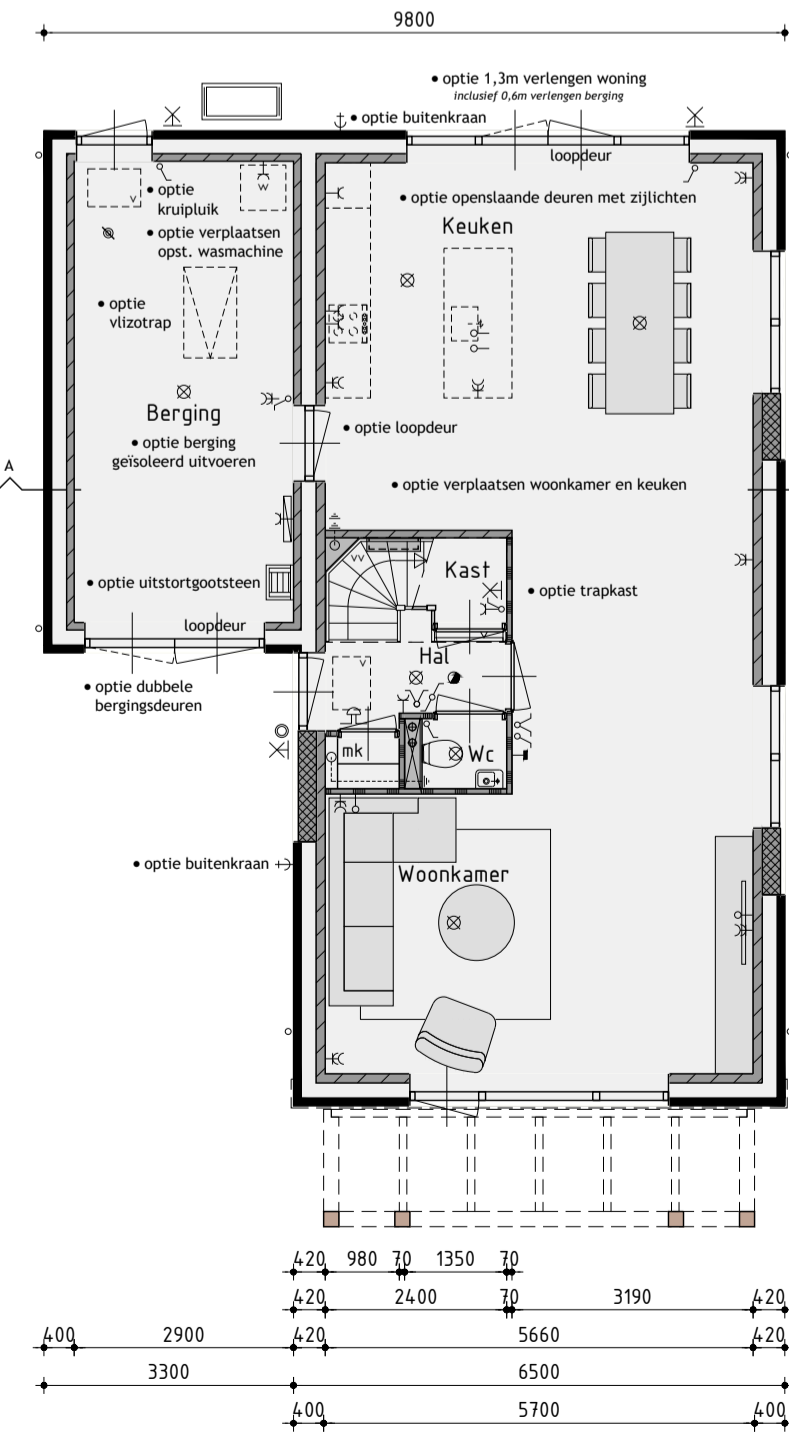 9800
• optie 1,3m verlengen woning
inclusief 0,6m verlengen berging
• optie buitenkraan
loopdeur
• optie
kruipluik
v
w
• optie openslaande deuren met zijlichten
Keuken
• optie verplaatsen
opst. wasmachine
• optie
vlizotrap
Berging
• optie loopdeur
• optie berging
geïsoleerd uitvoeren
A
• optie verplaatsen woonkamer en keuken
vv
Kast
• optie uitstortgootsteen
• optie trapkast
loopdeur
v
Hal
v
• optie dubbele
bergingsdeuren
mk
Wc
• optie buitenkraan
Woonkamer
420 980 70 1350 70
420 2400 70 3190 420
400 2900 420 5660 420
3300 6500
400 5700 400